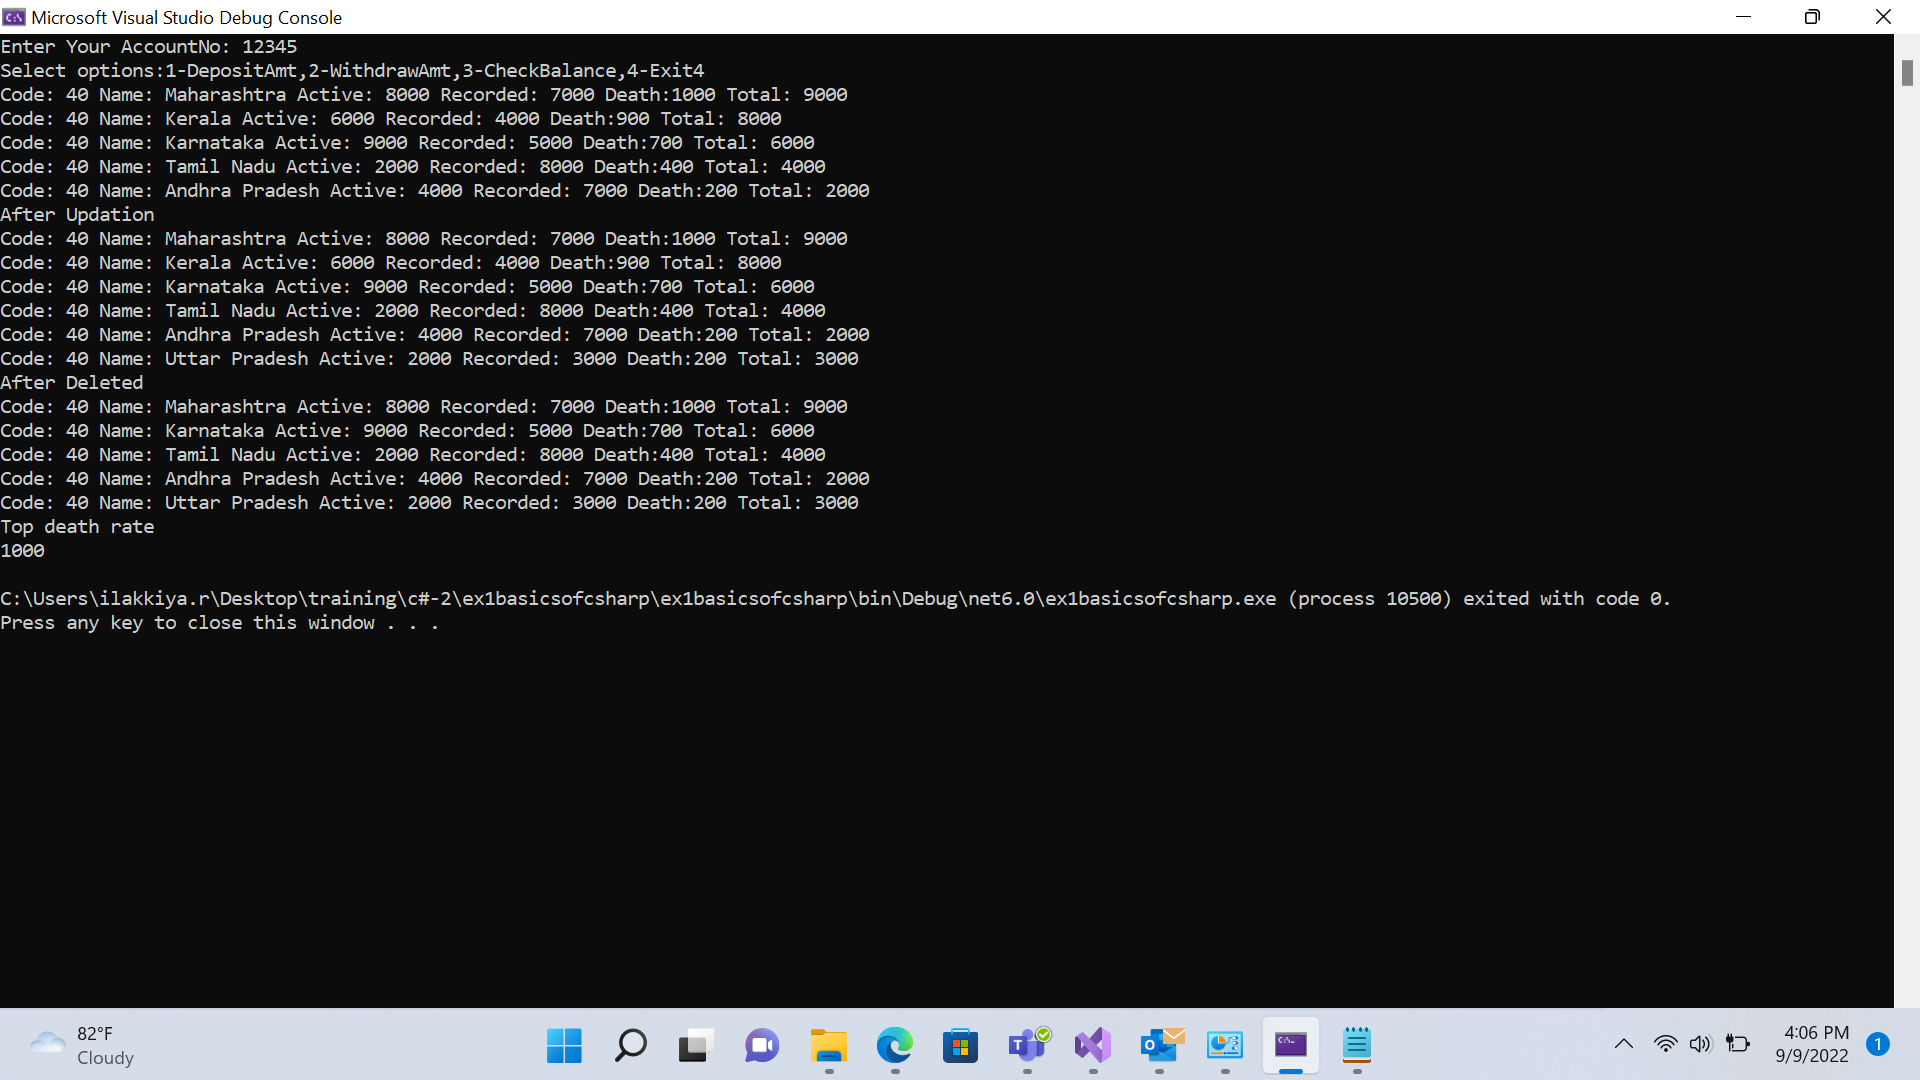 Microsoft Visual Studio Debug Console
Enter Your AccountNo: 12345
Select options:1-DepositAmt,2-WithdrawAmt,3-CheckBalance,4-Exit4
Code: 40 Name: Maharashtra Active: 8000 Recorded: 7000 Death:1000 Total: 9000
Code: 40 Name: Kerala Active: 6000 Recorded: 4000 Death:900 Total: 8000
Code: 40 Name: Karnataka Active: 9000 Recorded: 5000 Death:700 Total: 6000
Code: 40 Name: Tamil Nadu Active: 2000 Recorded: 8000 Death:400 Total: 4000
Code: 40 Name: Andhra Pradesh Active: 4000 Recorded: 7000 Death:200 Total: 2000
After Updation
Code: 40 Name: Maharashtra Active: 8000 Recorded: 7000 Death:1000 Total: 9000
Code: 40 Name: Kerala Active: 6000 Recorded: 4000 Death:900 Total: 8000
Code: 40 Name: Karnataka Active: 9000 Recorded: 5000 Death:700 Total: 6000
Code: 40 Name: Tamil Nadu Active: 2000 Recorded: 8000 Death:400 Total: 4000
Code: 40 Name: Andhra Pradesh Active: 4000 Recorded: 7000 Death:200 Total: 2000
Code: 40 Name: Uttar Pradesh Active: 2000 Recorded: 3000 Death:200 Total: 3000
After Deleted
Code: 40 Name: Maharashtra Active: 8000 Recorded: 7000 Death:1000 Total: 9000
Code: 40 Name: Karnataka Active: 9000 Recorded: 5000 Death:700 Total: 6000
Code: 40 Name: Tamil Nadu Active: 2000 Recorded: 8000 Death:400 Total: 4000
Code: 40 Name: Andhra Pradesh Active: 4000 Recorded: 7000 Death:200 Total: 2000
Code: 40 Name: Uttar Pradesh Active: 2000 Recorded: 3000 Death:200 Total: 3000
Top death rate
1000
C:\Users\ilakkiya.r\Desktop\training\c#-2\ex1basicsofcsharp\ex1basicsofcsharp\bin\Debug\net6.0\ex1basicsofcsharp.exe (process 10500) exited with code 0.
Press any key to close this window . . .
82°F
Cloudy
4:06 PM
9/9/2022
1